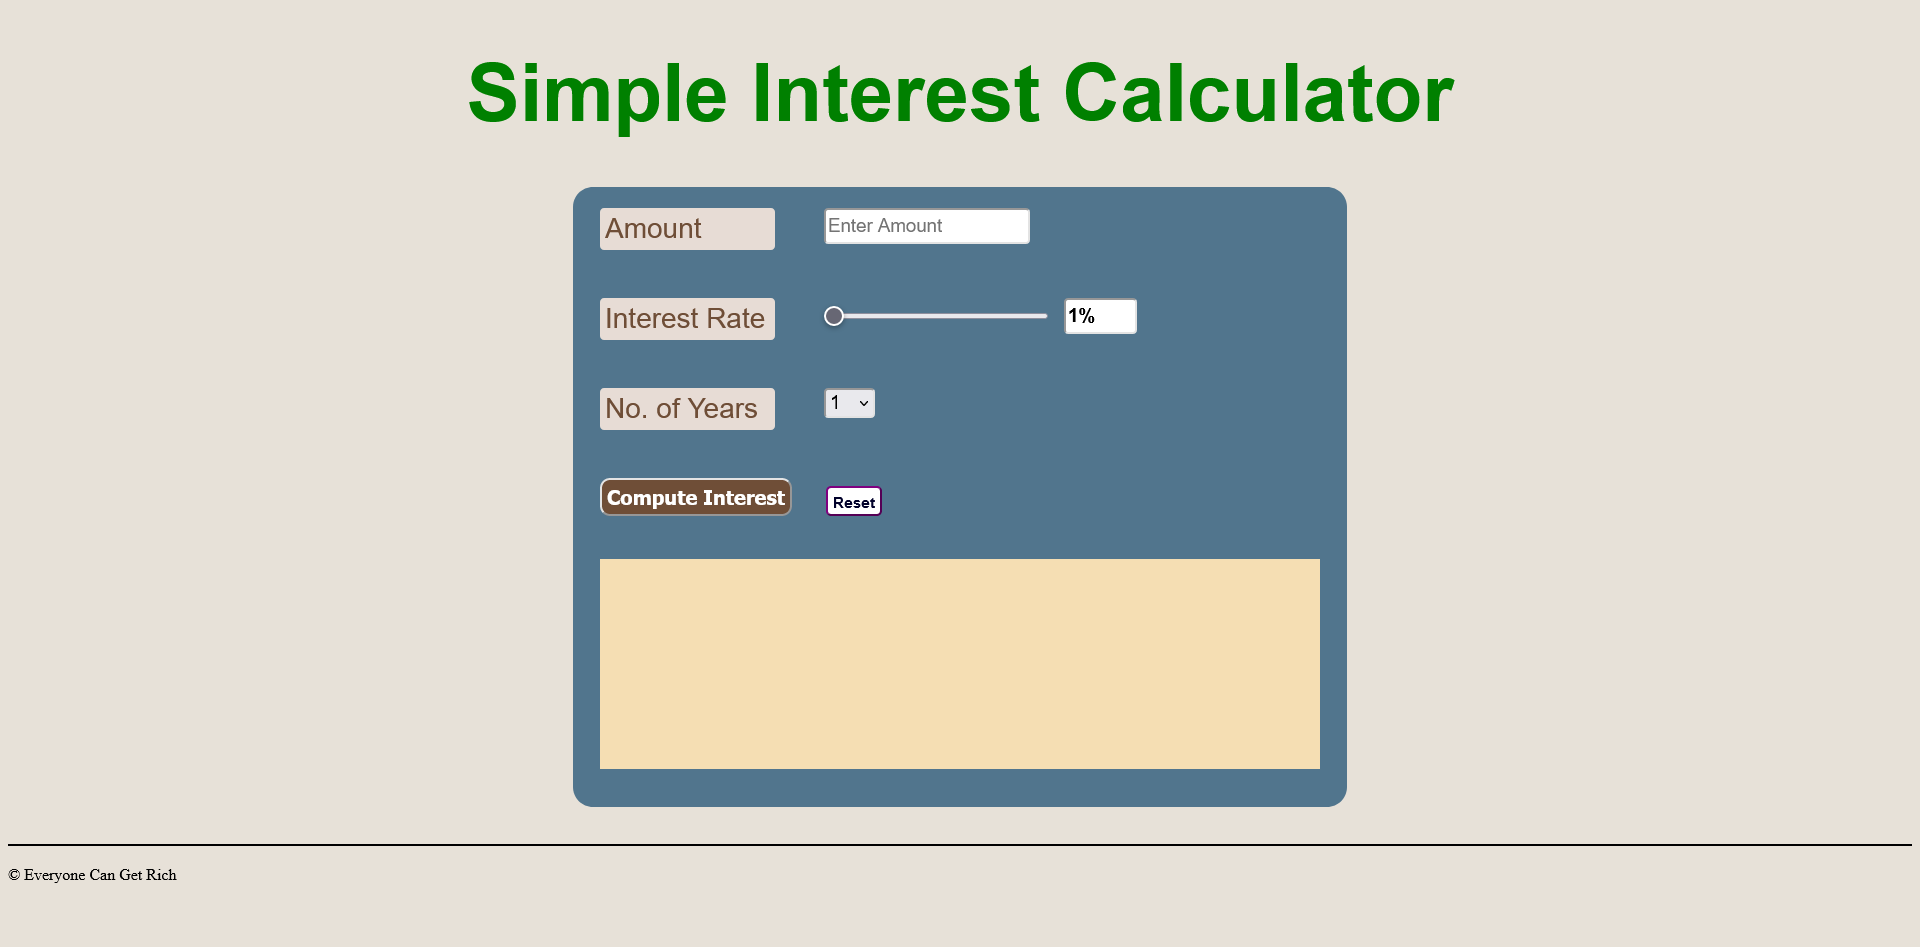 Simple Interest Calculator
Amount Enter Amount
Interest Rate 1%
No. of Years 1
Compute Interest Reset
© Everyone Can Get Rich